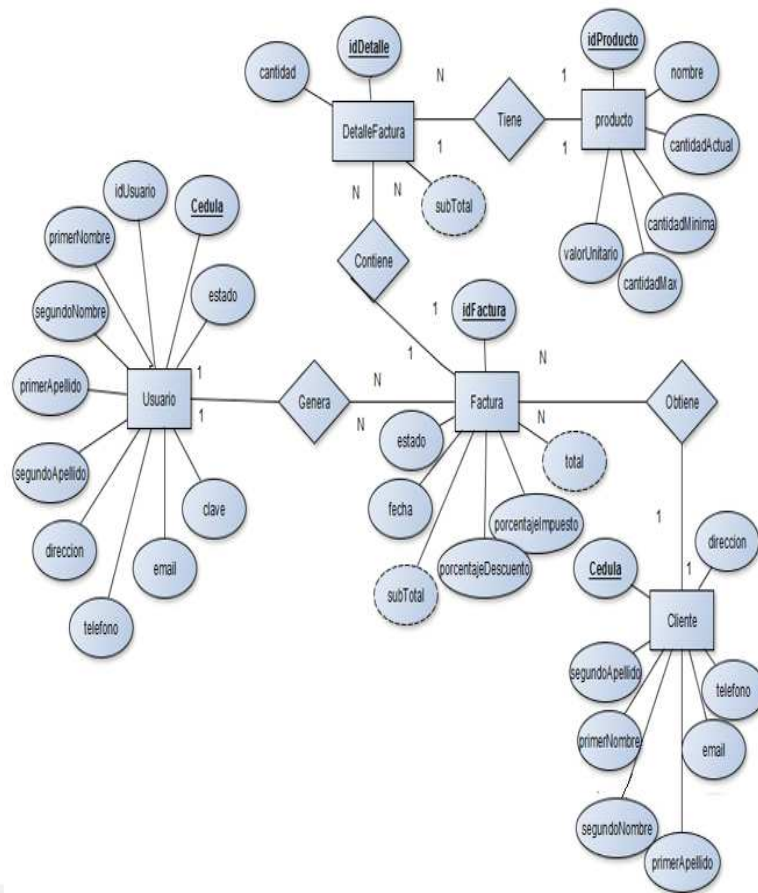 idDetalle
idProducto
cantidad
N
1
nombre
DetalleFactura
Tiene
producto
1
1
cantidadActual
N
N
subTotal
idUsuario
Cedula
cantidadMinima
primerNombre
Contiene
valorUnitario
cantidadMax
estado
segundoNombre
1
idFactura
1
N
1
primerApellido
Usuario
Genera
N
Factura
Obtiene
1
N
N
estado
total
segundoApellido
clave
fecha
porcentajeImpuesto
1
direccion
direccion
email
Cedula
porcentajeDescuento
subTotal
1
telefono
Cliente
segundoApellido
telefono
primerNombre
email
segundoNombre
primerApellido